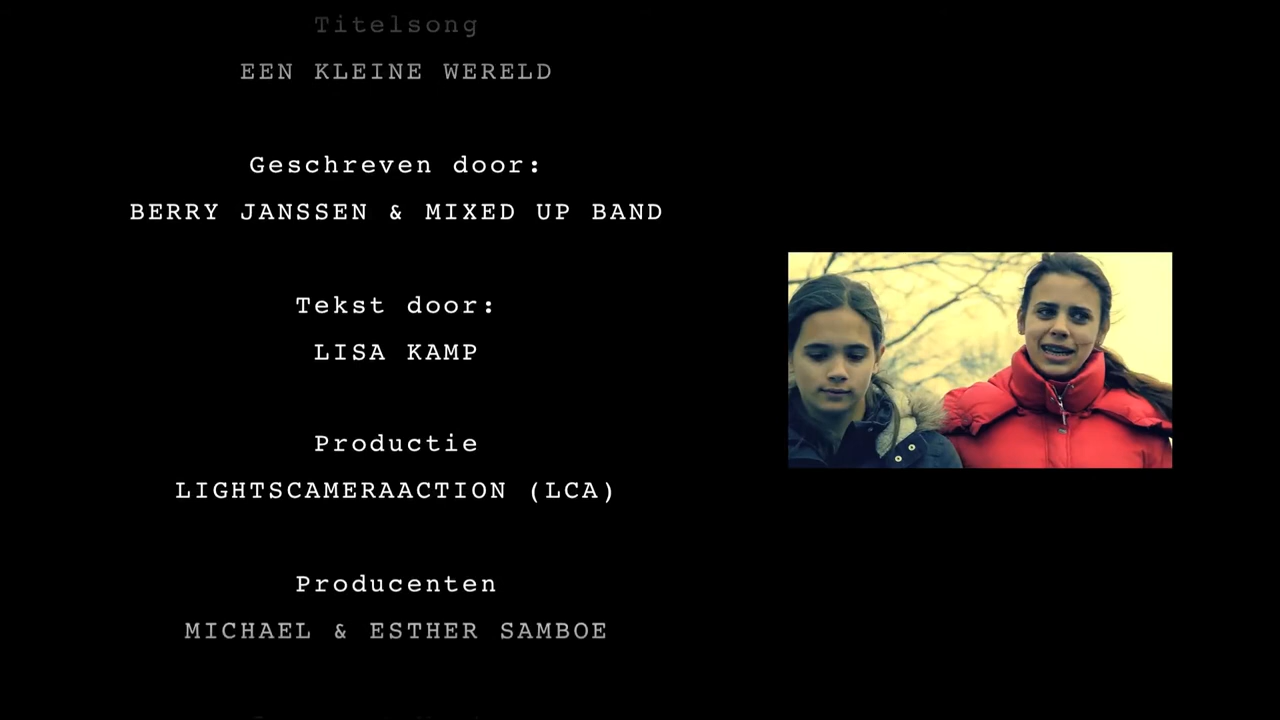 Titelsong
EEN KLEINE WERELD
Geschreven door:
BERRY JANSSEN & MIXED UP BAND
Tekst door:
LISA KAMP
Productie
LIGHTSCAMERAACTION (LCA)
Producenten
MICHAEL & ESTHER SAMBOE